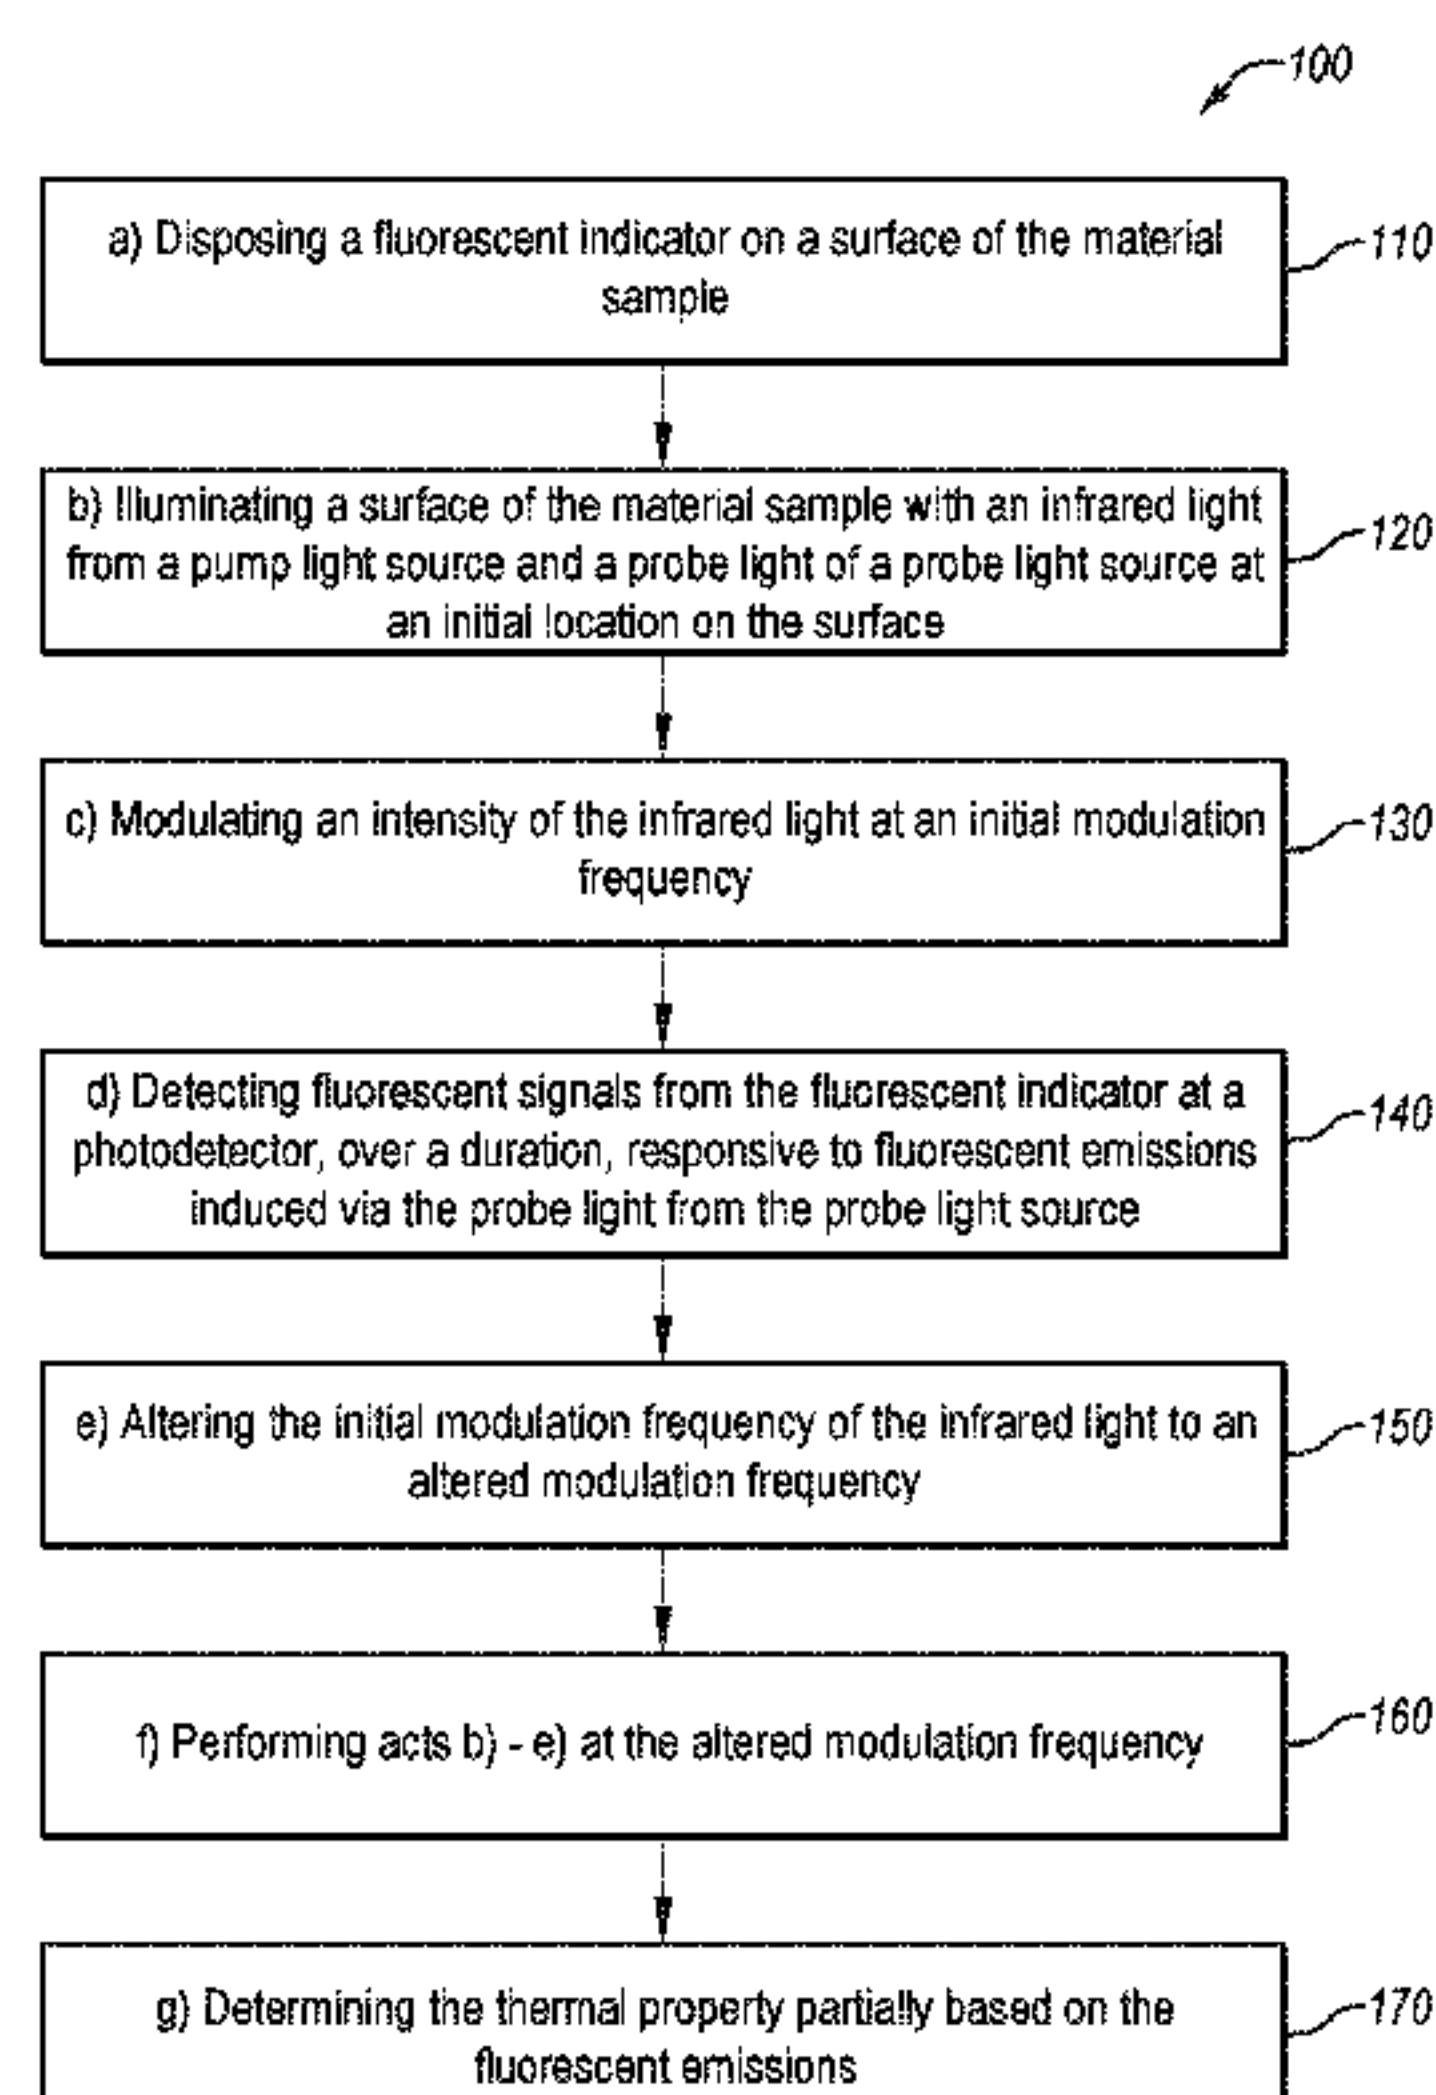 100
a) Disposing a fluorescent indicator on a surface of the material
sample
110
b) Illuminating a surface of the material sample with an infrared light
from a pump light source and a probe light of a probe light source at
an initial location on the surface
120
c) Modulating an intensity of the infrared light at an initial modulation
frequency
130
d) Detecting fluorescent signals from the fluorescent indicator at a
photodetector, over a duration, responsive to fluorescent emissions
induced via the probe light from the probe light source
140
e) Altering the initial modulation frequency of the infrared light to an
altered modulation frequency
150
f) Performing acts b) - e) at the altered modulation frequency
160
g) Determining the thermal property partially based on the
fluorescent emissions
170